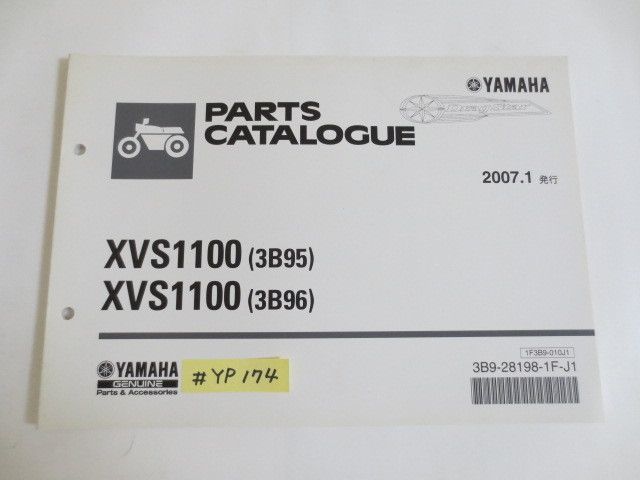 YAMAHA
PARTS
CATALOGUE
2007.1 発行
XVS1100 (3B95)
XVS1100 (3B96)
1F3B9-010J1
3B9-28198-1F-J1
YAMAHA
GENUINE
Parts & Accessories
#YP174